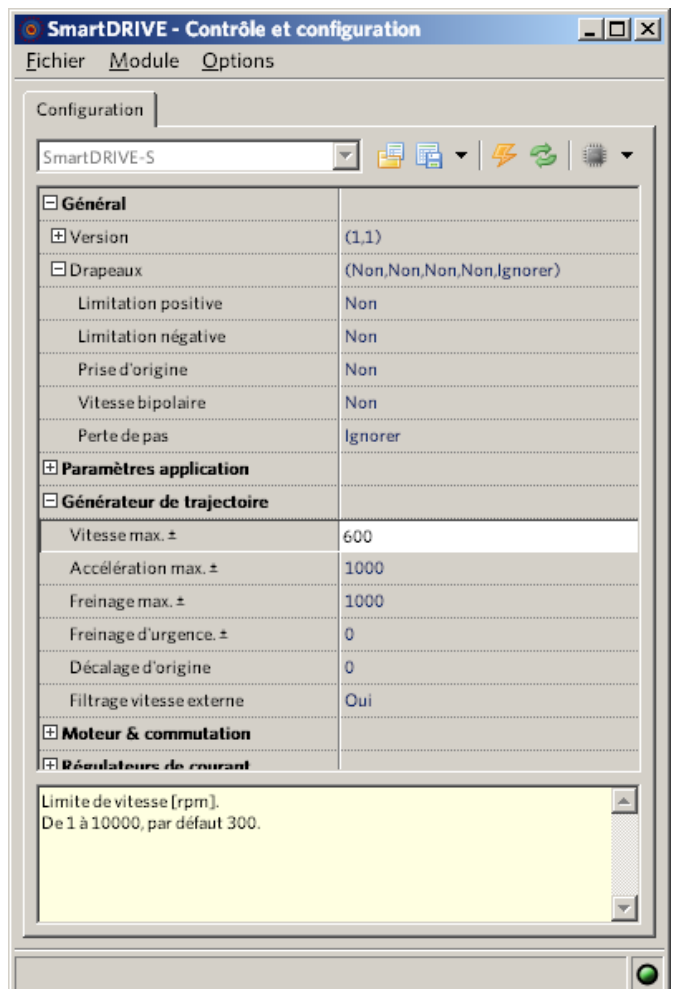 SmartDRIVE - Contrôle et configuration
Fichier Module Options
Configuration
SmartDRIVE-S
Général
Version (1,1)
Drapeaux (Non,Non,Non,Non,Ignorer)
Limitation positive Non
Limitation négative Non
Prise d'origine Non
Vitesse bipolaire Non
Perte de pas Ignorer
Paramètres application
Générateur de trajectoire
Vitesse max. ± 600
Accélération max. ± 1000
Freinage max. ± 1000
Freinage d'urgence. ± 0
Décalage d'origine 0
Filtrage vitesse externe Oui
Moteur & commutation
Régulateurs de courant
Limite de vitesse [rpm].
De 1 à 10000, par défaut 300.